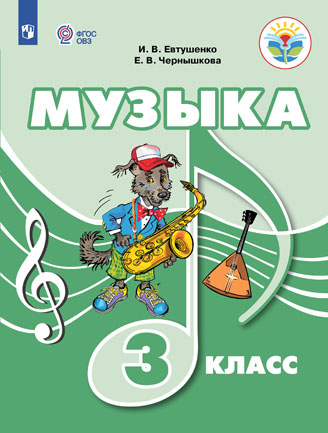 ФГОС
ОВЗ
И. В. Евтушенко
Е. В. Чернышкова
МУЗЫКА
3 КЛАСС